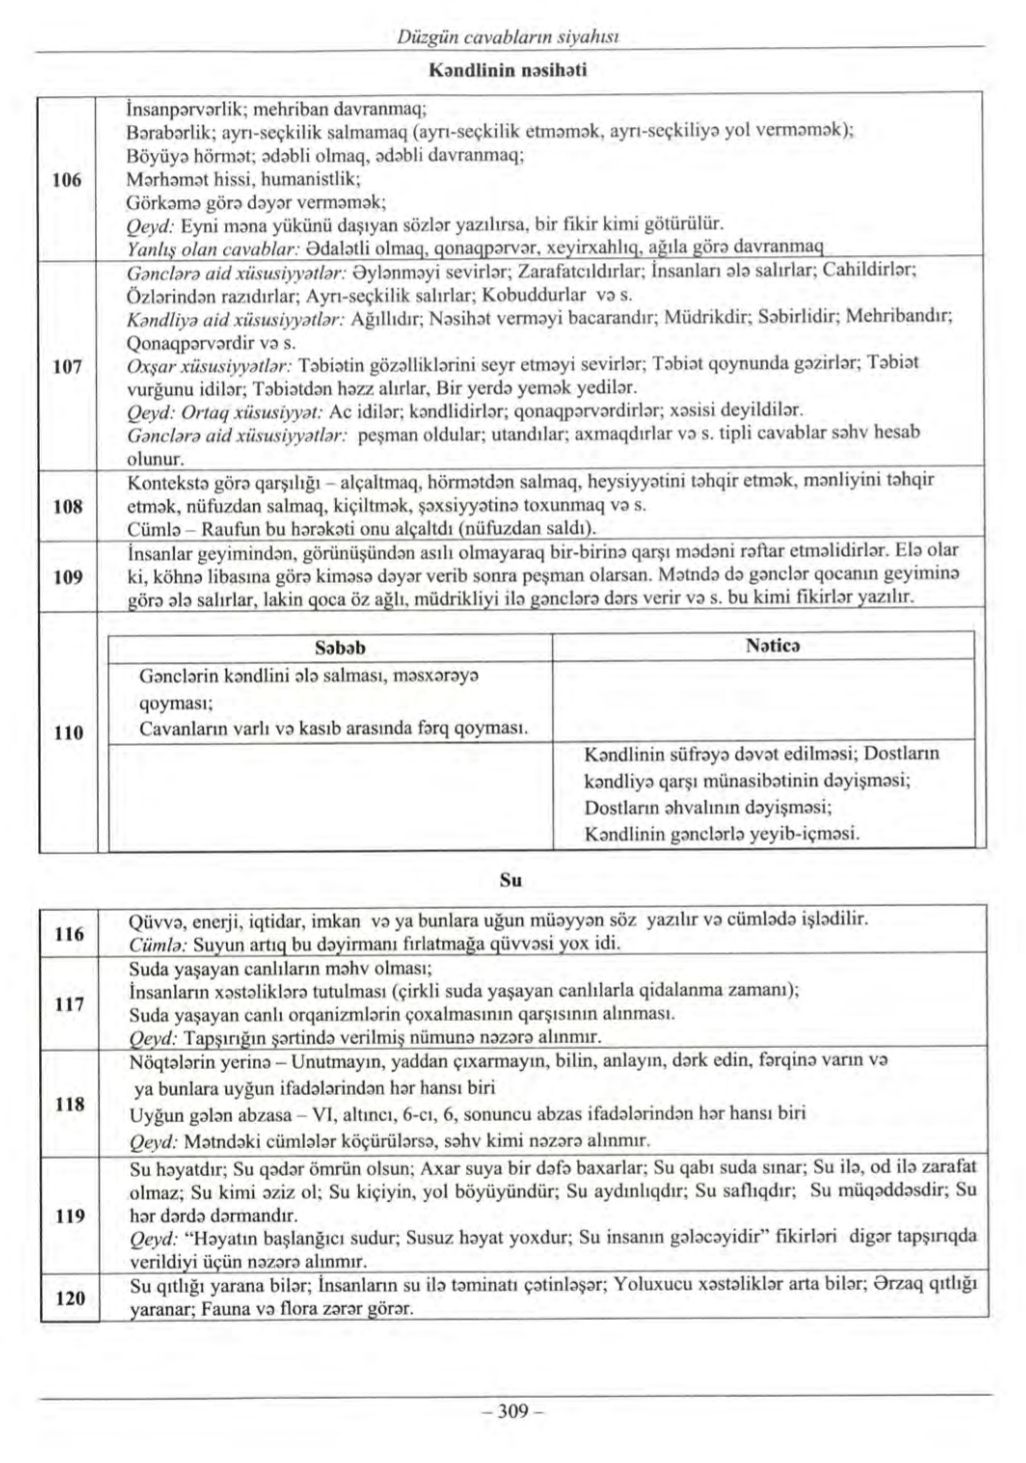 Düzgün cavabların siyahısı
Kəndlinin nəsihəti
İnsanpərvərlik; mehriban davranmaq;
Bərabərlik; ayrı-seçkilik salmamaq (ayrı-seçkilik etməmək, ayrı-seçkiliyə yol verməmək);
Böyüyə hörmət; ədəbli olmaq, ədəbli davranmaq;
106 Mərhəmət hissi, humanistlik;
Görkəmə görə dəyər verməmək;
Qeyd: Eyni məna yükünü daşıyan sözlər yazılırsa, bir fikir kimi götürülür.
Yanlış olan cavablar: Ədalətli olmaq, qonaqpərvər, xeyirxahlıq, ağıla görə davranmaq
Gənclərə aid xüsusiyyətlər: Əylənməyi sevirlər; Zarafatcıldırlar; İnsanları ələ salırlar; Cahildirlər;
Özlərindən razıdırlar; Ayrı-seçkilik salırlar; Kobuddurlar və s.
Kəndliyə aid xüsusiyyətlər: Ağıllıdır; Nəsihət verməyi bacarandır; Müdrikdir; Səbirlidir; Mehribandır;
Qonaqpərvərdir və s.
107 Oxşar xüsusiyyətlər: Təbiətin gözəlliklərini seyr etməyi sevirlər; Təbiət qoynunda gəzirlər; Təbiət
vurğunu idilər; Təbiətdən həzz alırlar, Bir yerdə yemək yedilər.
Qeyd: Ortaq xüsusiyyət: Ac idilər; kəndlidirlər; qonaqpərvərdirlər; xəsisi deyildilər.
Gənclərə aid xüsusiyyətlər: peşman oldular; utandılar; axmaqdırlar və s. tipli cavablar səhv hesab
olunur.
Kontekstə görə qarşılığı – alçaltmaq, hörmətdən salmaq, heysiyyətini təhqir etmək, mənliyini təhqir
108 etmək, nüfuzdan salmaq, kiçiltmək, şəxsiyyətinə toxunmaq və s.
Cümlə – Raufun bu hərəkəti onu alçaltdı (nüfuzdan saldı).
İnsanlar geyimindən, görünüşündən asılı olmayaraq bir-birinə qarşı mədəni rəftar etməlidirlər. Elə olar
109 ki, köhnə libasına görə kiməsə dəyər verib sonra peşman olarsan. Mətndə də gənclər qocanın geyiminə
görə ələ salırlar, lakin qoca öz ağlı, müdrikliyi ilə gənclərə dərs verir və s. bu kimi fikirlər yazılır.
Səbəb Nəticə
Gənclərin kəndlini ələ salması, məsxərəyə
qoyması;
110 Cavanların varlı və kasıb arasında fərq qoyması.
Kəndlinin süfrəyə dəvət edilməsi; Dostların
kəndliyə qarşı münasibətinin dəyişməsi;
Dostların əhvalının dəyişməsi;
Kəndlinin gənclərlə yeyib-içməsi.
Su
116 Qüvvə, enerji, iqtidar, imkan və ya bunlara uğun müəyyən söz yazılır və cümlədə işlədilir.
Cümlə: Suyun artıq bu dəyirmanı fırlatmağa qüvvəsi yox idi.
Suda yaşayan canlıların məhv olması;
117 İnsanların xəstəliklərə tutulması (çirkli suda yaşayan canlılarla qidalanma zamanı);
Suda yaşayan canlı orqanizmlərin çoxalmasının qarşısının alınması.
Qeyd: Tapşırığın şərtində verilmiş nümunə nəzərə alınmır.
Nöqtələrin yerinə – Unutmayın, yaddan çıxarmayın, bilin, anlayın, dərk edin, fərqinə varın və
ya bunlara uyğun ifadələrindən hər hansı biri
118 Uyğun gələn abzasa – VI, altıncı, 6-cı, 6, sonuncu abzas ifadələrindən hər hansı biri
Qeyd: Mətndəki cümlələr köçürülərsə, səhv kimi nəzərə alınmır.
Su həyatdır; Su qədər ömrün olsun; Axar suya bir dəfə baxarlar; Su qabı suda sınar; Su ilə, od ilə zarafat
olmaz; Su kimi əziz ol; Su kiçiyin, yol böyüyündür; Su aydınlıqdır; Su saflıqdır; Su müqəddəsdir; Su
119 hər dərdə dərmandır.
Qeyd: “Həyatın başlanğıcı sudur; Susuz həyat yoxdur; Su insanın gələcəyidir” fikirləri digər tapşırıqda
verildiyi üçün nəzərə alınmır.
120 Su qıtlığı yarana bilər; İnsanların su ilə təminatı çətinləşər; Yoluxucu xəstəliklər arta bilər; Ərzaq qıtlığı
yaranar; Fauna və flora zərər görər.
– 309 –